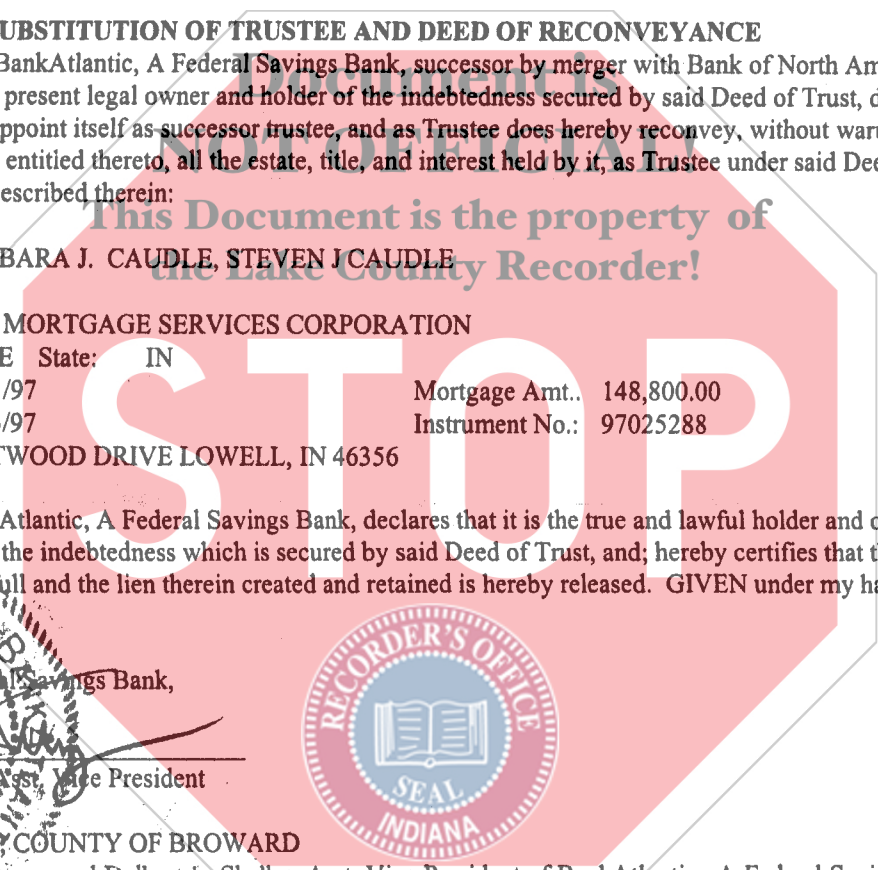 UBSTITUTION OF TRUSTEE AND DEED OF RECONVEYANCE
BankAtlantic, A Federal Savings Bank, successor by merger with Bank of North Am
present legal owner and holder of the indebtedness secured by said Deed of Trust, d
ppoint itself as successor trustee, and as Trustee does hereby reconvey, without war
entitled thereto, all the estate, title, and interest held by it, as Trustee under said Dee
escribed therein:
Document is
NOT OFFICIAL!
This Document is the property of
the Lake County Recorder!
BARA J. CAUDLE, STEVEN J CAUDLE
MORTGAGE SERVICES CORPORATION
E State: IN
/97 Mortgage Amt.. 148,800.00
/97 Instrument No.: 97025288
TWOOD DRIVE LOWELL, IN 46356
STOP
Atlantic, A Federal Savings Bank, declares that it is the true and lawful holder and o
the indebtedness which is secured by said Deed of Trust, and; hereby certifies that t
ull and the lien therein created and retained is hereby released. GIVEN under my ha
Savings Bank,
Asst. Vice President
RECORDER'S OFFICE
SEAL
INDIANA
COUNTY OF BROWARD